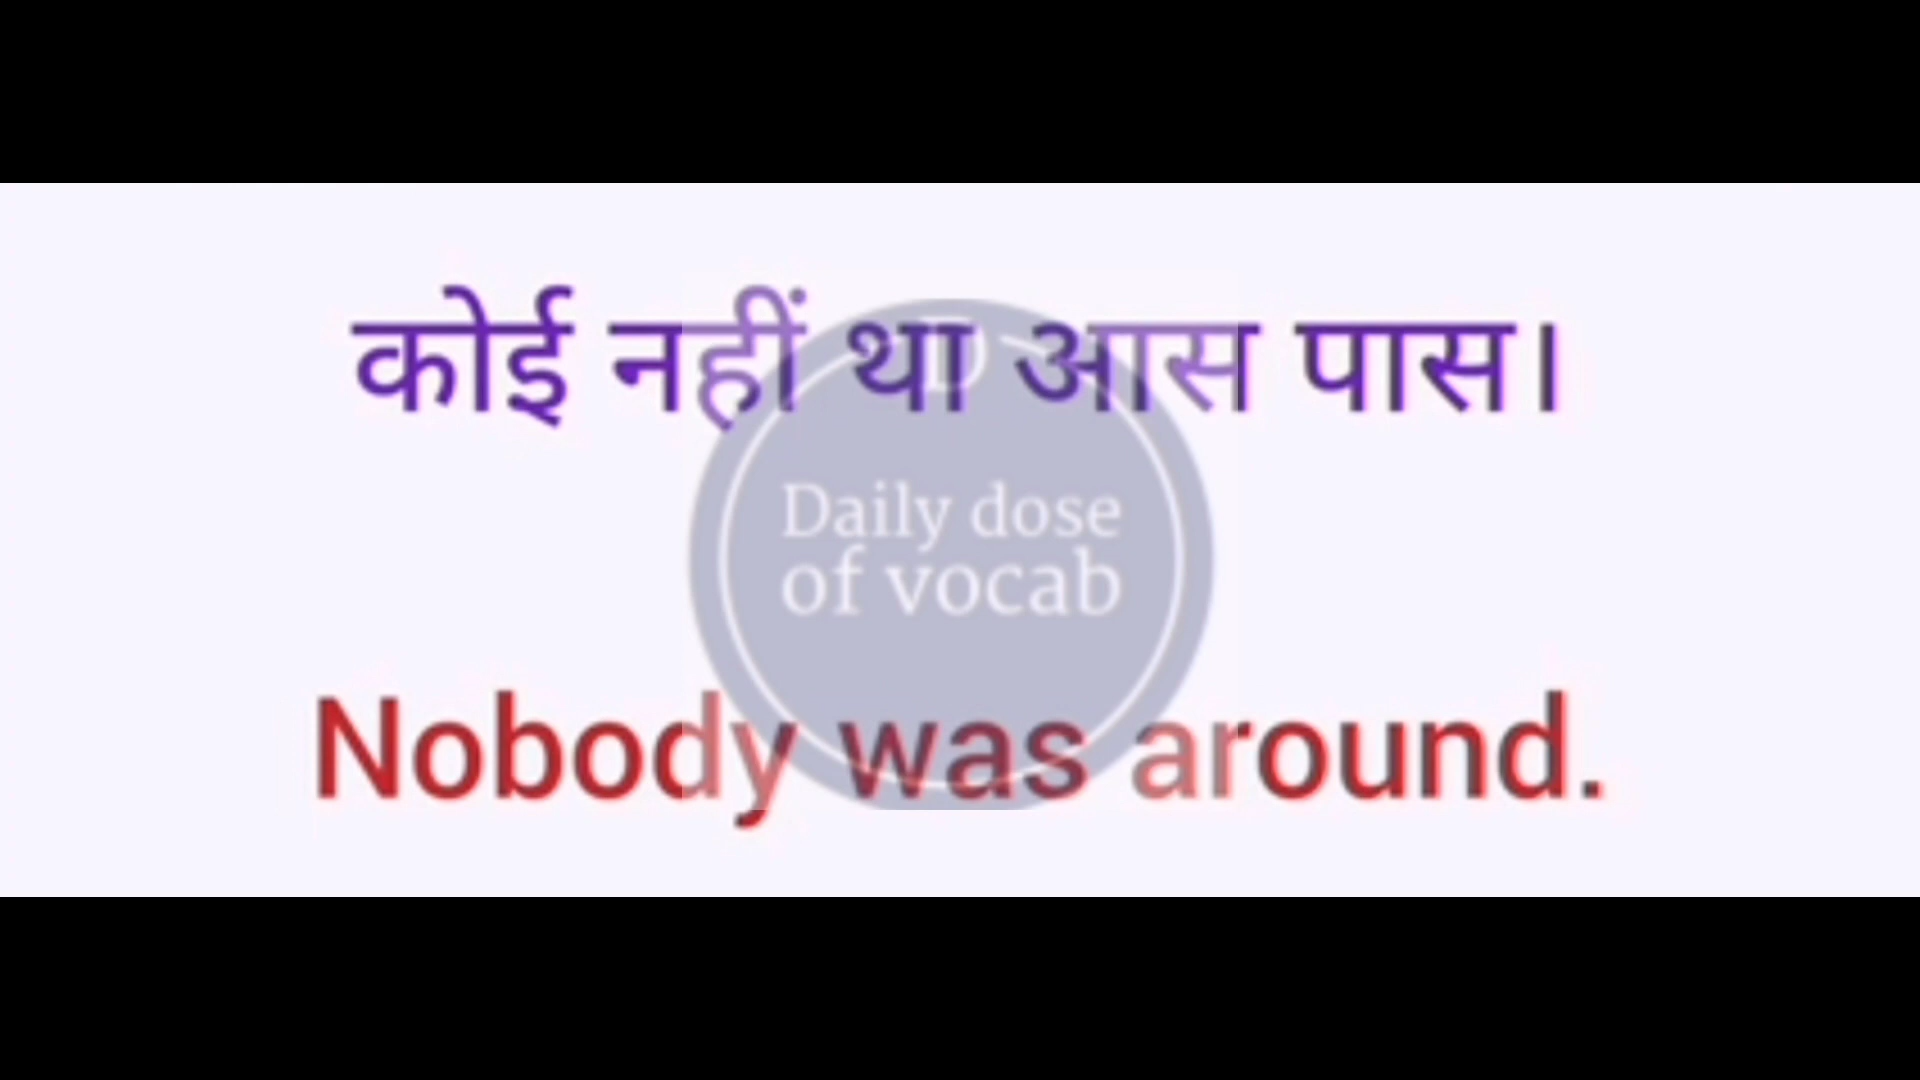 कोई नहीं था आस पास।
D
Daily dose
of vocab
Nobody was around.